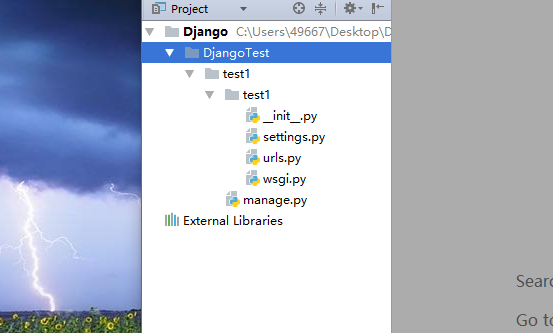 Project
Django C:\Users\49667\Desktop\D
DjangoTest
test1
test1
__init__.py
settings.py
urls.py
wsgi.py
manage.py
External Libraries
Searc
Go to